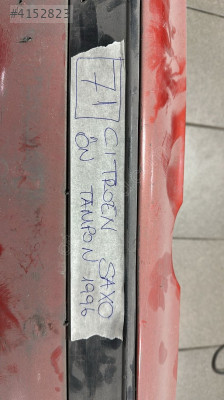 #4152823
71
CITROEN SAXO
ÖN TAMPON 1996